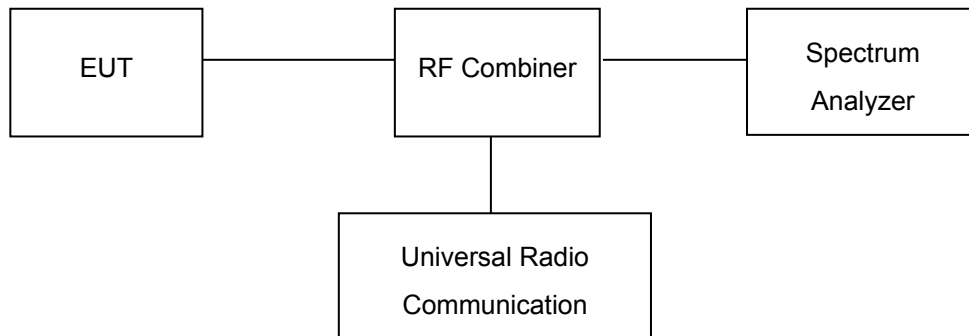 EUT
RF Combiner
Spectrum
Analyzer
Universal Radio
Communication